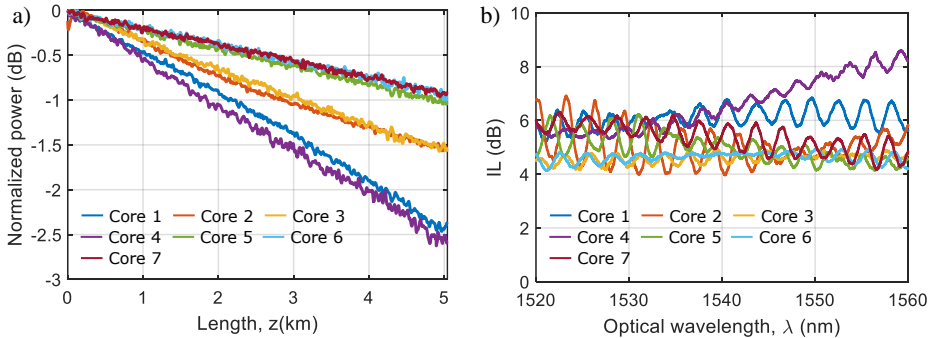 a)
Normalized power (dB)
0
-0.5
-1
-1.5
-2
-2.5
-3
Core 1 Core 2 Core 3
Core 4 Core 5 Core 6
Core 7
0 1 2 3 4 5
Length, z(km)
b)
IL (dB)
10
8
6
4
2
0
Core 1 Core 2 Core 3
Core 4 Core 5 Core 6
Core 7
1520 1530 1540 1550 1560
Optical wavelength, λ (nm)